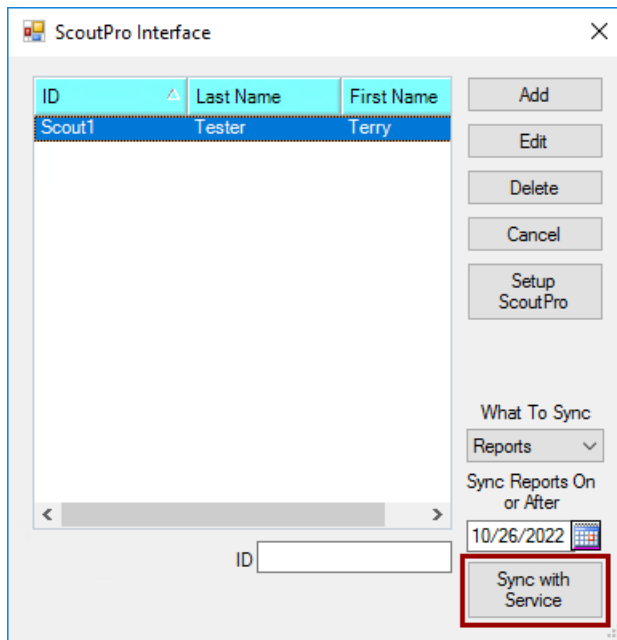 ScoutPro Interface
ID Last Name First Name
Scout1 Tester Terry
Add
Edit
Delete
Cancel
Setup
ScoutPro
What To Sync
Reports
Sync Reports On
or After
10/26/2022
ID
Sync with
Service